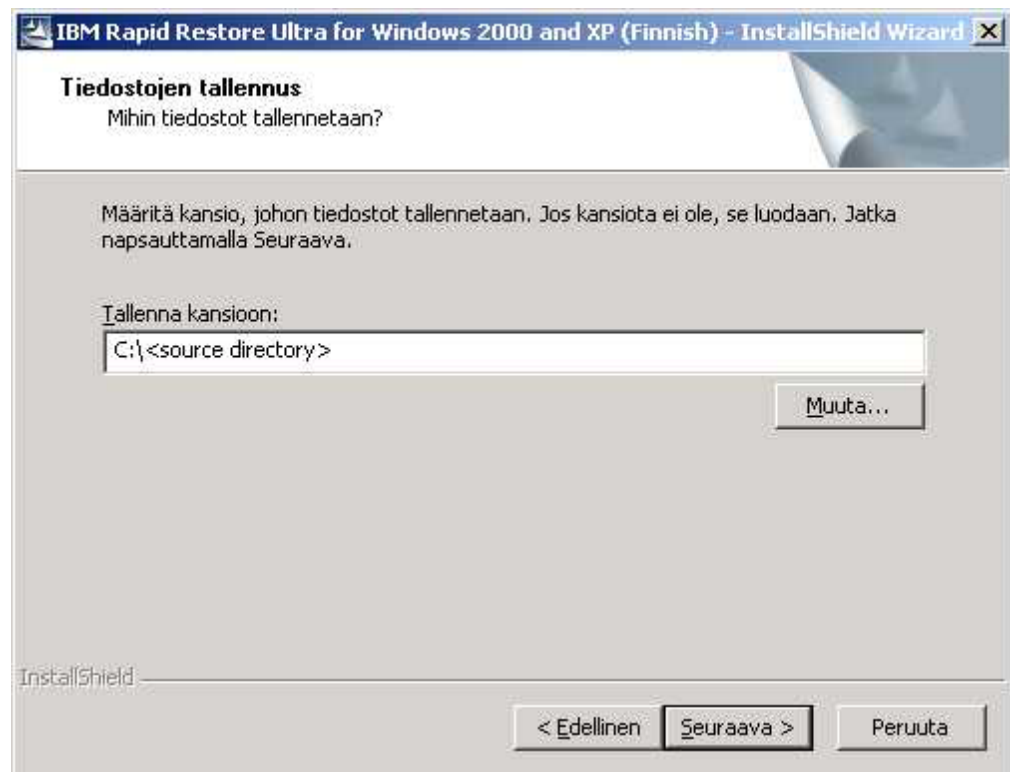 IBM Rapid Restore Ultra for Windows 2000 and XP (Finnish) - InstallShield Wizard
Tiedostojen tallennus
Mihin tiedostot tallennetaan?
Määritä kansio, johon tiedostot tallennetaan. Jos kansiota ei ole, se luodaan. Jatka
napsauttamalla Seuraava.
Tallenna kansioon:
C:\<source directory>
Muuta...
InstallShield
< Edellinen
Seuraava >
Peruuta